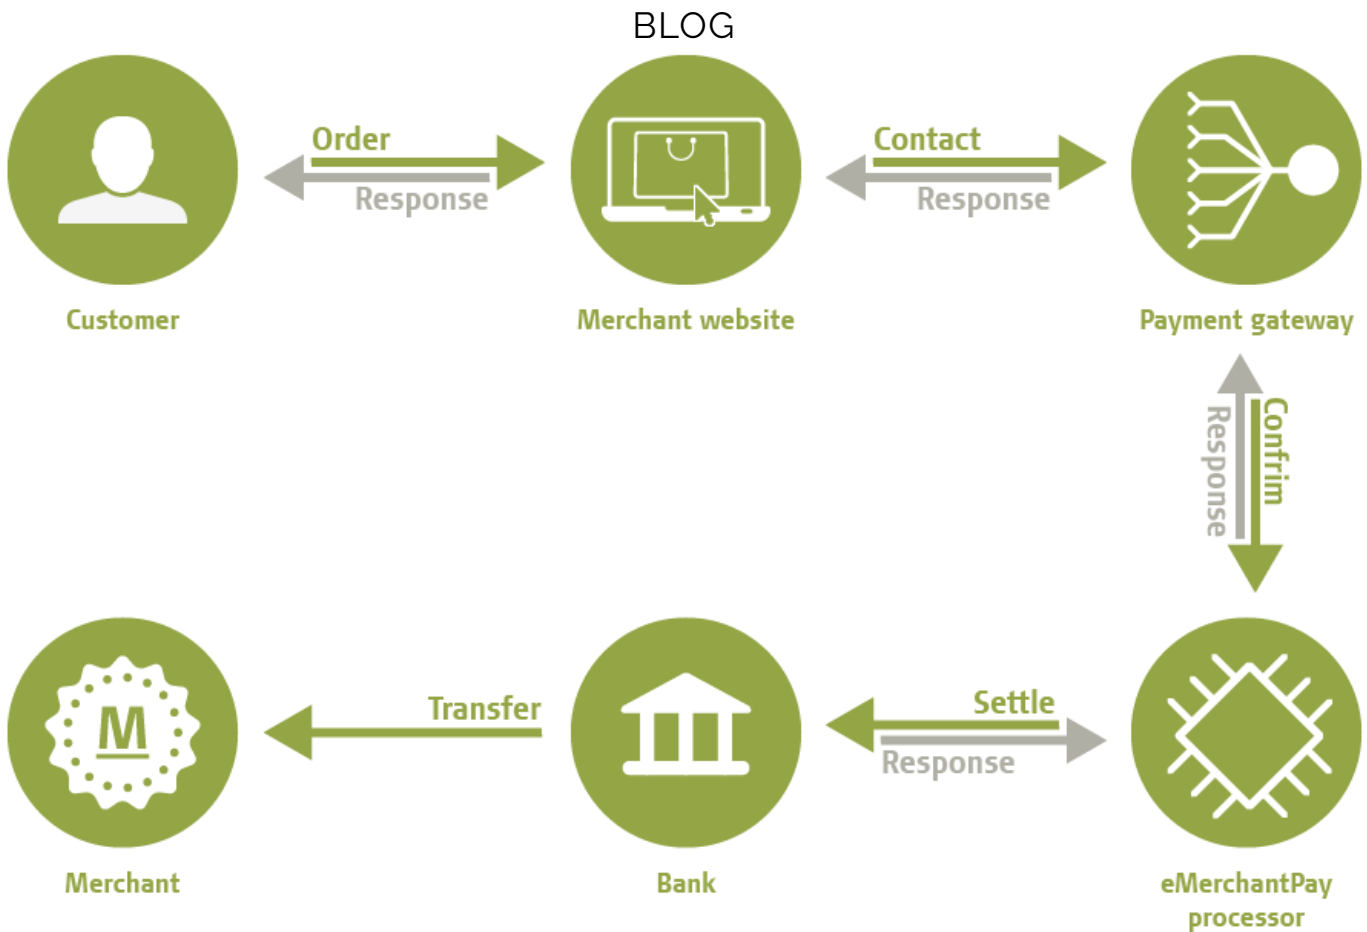 BLOG
Order
Response
Contact
Response
Customer
Merchant website
Payment gateway
Confrim
Response
Transfer
Settle
Response
M
Merchant
Bank
eMerchantPay
processor